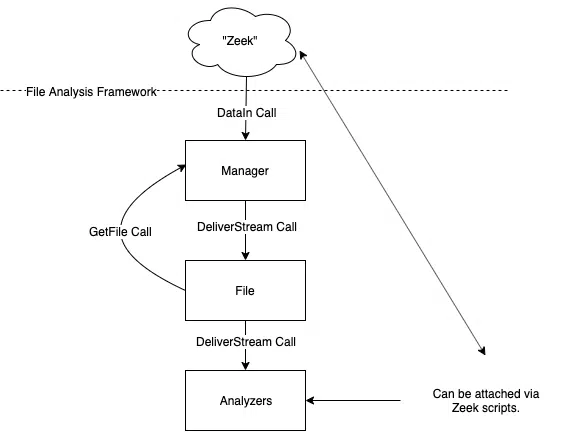 "Zeek"
File Analysis Framework
DataIn Call
Manager
DeliverStream Call
GetFile Call
File
DeliverStream Call
Analyzers
Can be attached via
Zeek scripts.